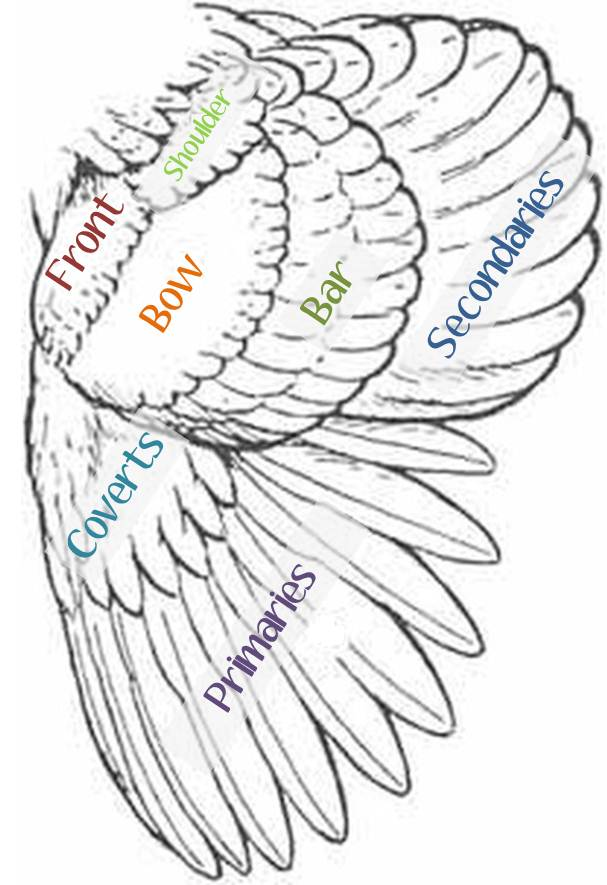 Shoulder
Front
Bow
Bar
Secondaries
Coverts
Primaries